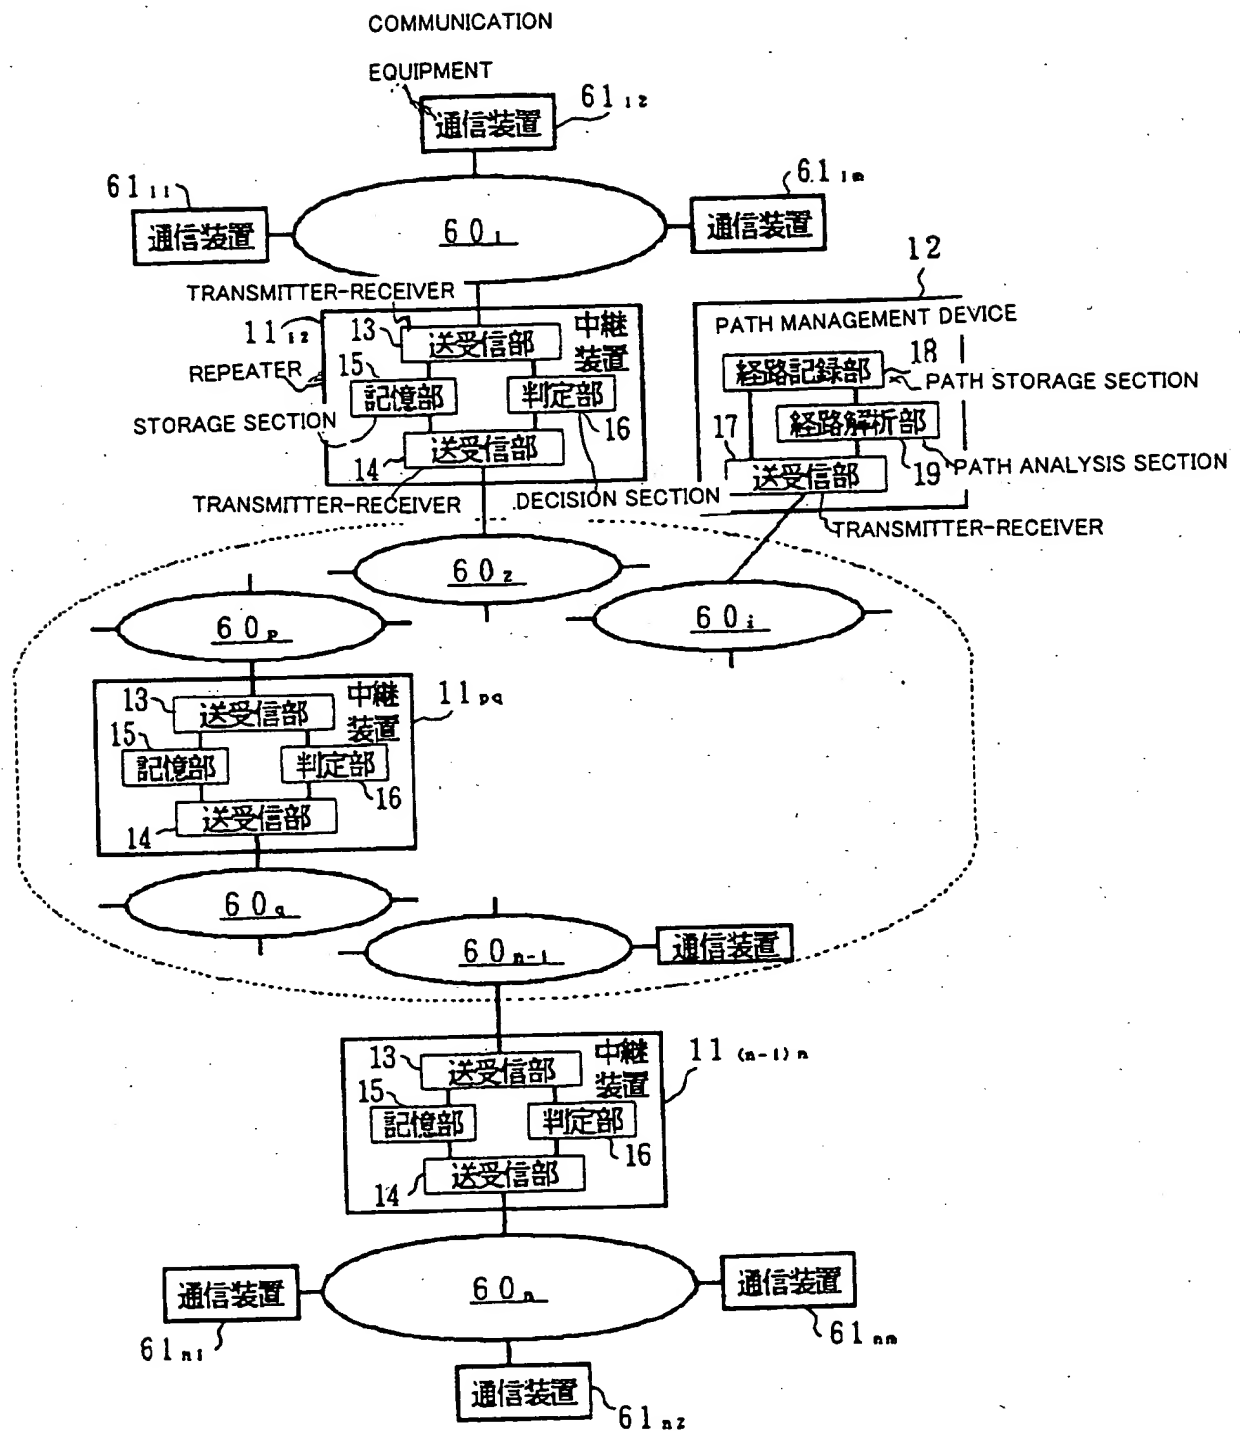 COMMUNICATION
EQUIPMENT
通信装置
61₁₂
61₁₁
通信装置
60₁
61₁ₘ
通信装置
TRANSMITTER-RECEIVER
11₁₂
13
送受信部
中継
装置
REPEATER
15
記憶部
判定部
STORAGE SECTION
16
14
送受信部
TRANSMITTER-RECEIVER
DECISION SECTION
12
PATH MANAGEMENT DEVICE
経路記録部
18
PATH STORAGE SECTION
17
経路解析部
19
PATH ANALYSIS SECTION
送受信部
TRANSMITTER-RECEIVER
60₂
60ₚ
60ᵢ
13
送受信部
中継
装置
11pq
15
記憶部
判定部
16
14
送受信部
60q
60ₙ₋₁
通信装置
13
送受信部
中継
装置
11₍ₙ₋₁₎ₙ
15
記憶部
判定部
16
14
送受信部
60ₙ
通信装置
61ₙ₁
通信装置
61ₙₘ
通信装置
61ₙ₂